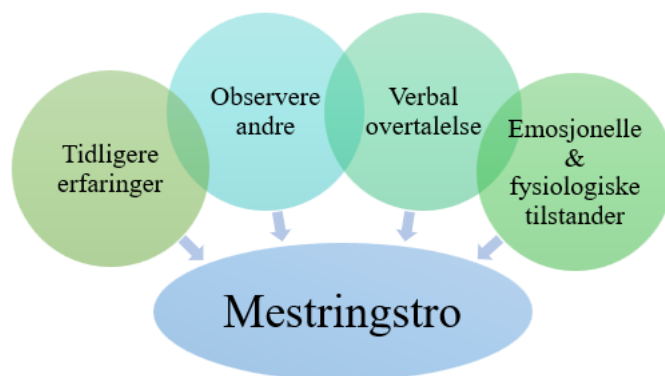 Tidligere
erfaringer
Observere
andre
Verbal
overtalelse
Emosjonelle
&
fysiologiske
tilstander
Mestringstro